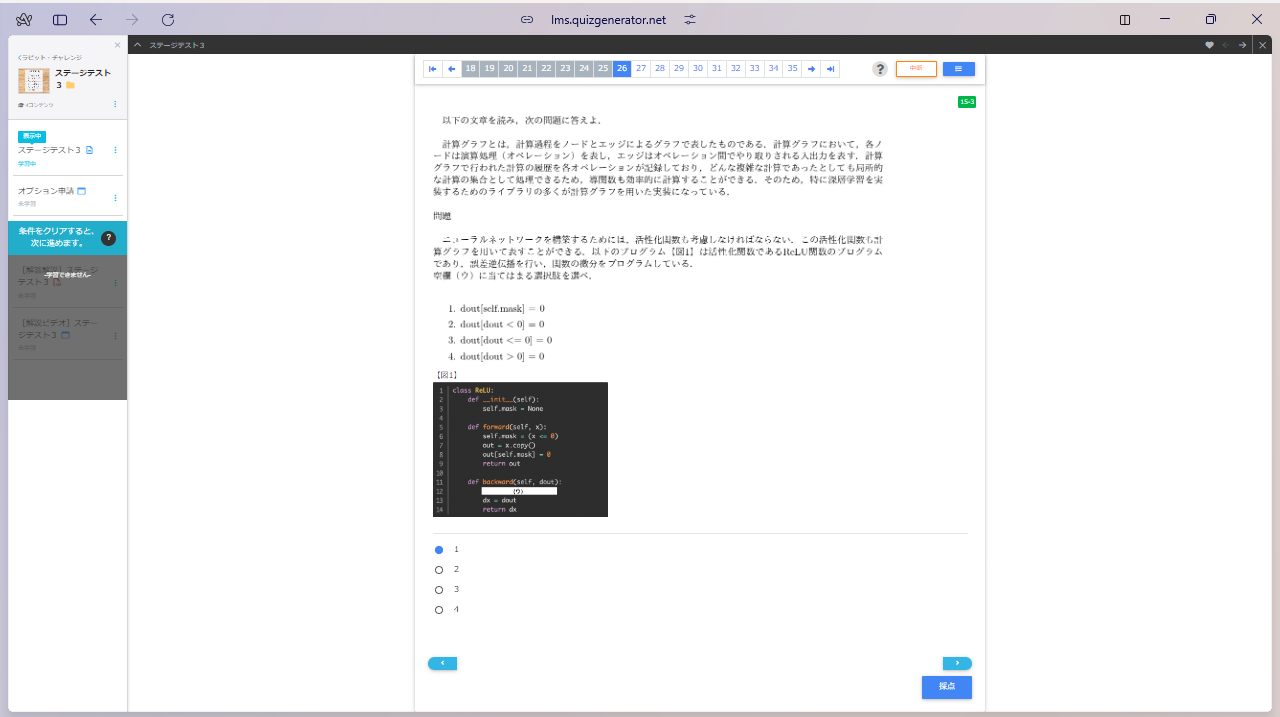 lms.quizgenerator.net
くラビット・チャレンジ
ステージテスト
3
表示中
ステージテスト３
学習中
オプション申請
未学習
条件をクリアすると、
次に進めます。
?
［解答解説］ステージ
テスト３
-学習できません-
未学習
［解説ビデオ］ステー
ジテスト３
未学習
ステージテスト３
18 19 20 21 22 23 24 25 26 27 28 29 30 31 32 33 34 35
?
中断
15-3
以下の文章を読み，次の問題に答えよ．
計算グラフとは，計算過程をノードとエッジによるグラフで表したものである．計算グラフにおいて，各ノ
ードは演算処理（オペレーション）を表し，エッジはオペレーション間でやり取りされる入出力を表す．計算
グラフで行われた計算の履歴を各オペレーションが記録しており，どんな複雑な計算であったとしても局所的
な計算の集合として処理できるため，導関数も効率的に計算することができる．そのため，特に深層学習を実
装するためのライブラリの多くが計算グラフを用いた実装になっている．
問題
ニューラルネットワークを構築するためには，活性化関数も考慮しなければならない．この活性化関数も計
算グラフを用いて表すことができる．以下のプログラム【図1】は活性化関数であるReLU関数のプログラム
であり，誤差逆伝播を行い，関数の微分をプログラムしている．
空欄（ウ）に当てはまる選択肢を選べ．
1. dout[self.mask] = 0
2. dout[dout < 0] = 0
3. dout[dout <= 0] = 0
4. dout[dout > 0] = 0
【図1】
1 class ReLU:
2 def __init__(self):
3 self.mask = None
4
5 def forward(self, x):
6 self.mask = (x <= 0)
7 out = x.copy()
8 out[self.mask] = 0
9 return out
10
11 def backward(self, dout):
12 (ウ)
13 dx = dout
14 return dx
1
2
3
4
採点